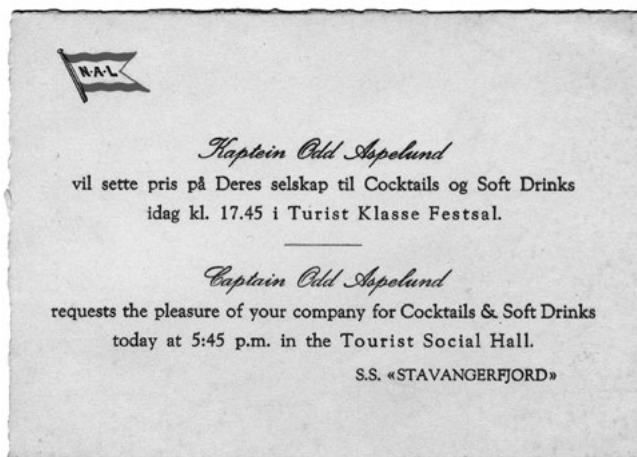 N·A·L
Kaptein Odd Aspelund
vil sette pris på Deres selskap til Cocktails og Soft Drinks
idag kl. 17.45 i Turist Klasse Festsal.
Captain Odd Aspelund
requests the pleasure of your company for Cocktails & Soft Drinks
today at 5:45 p.m. in the Tourist Social Hall.
S.S. «STAVANGERFJORD»